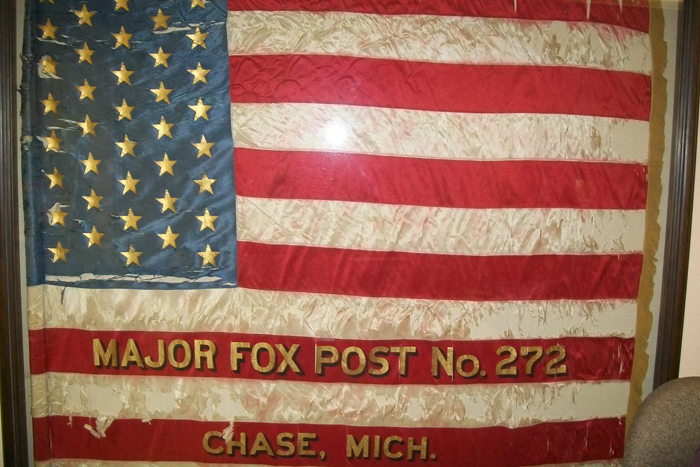 MAJOR FOX POST No. 272
CHASE, MICH.